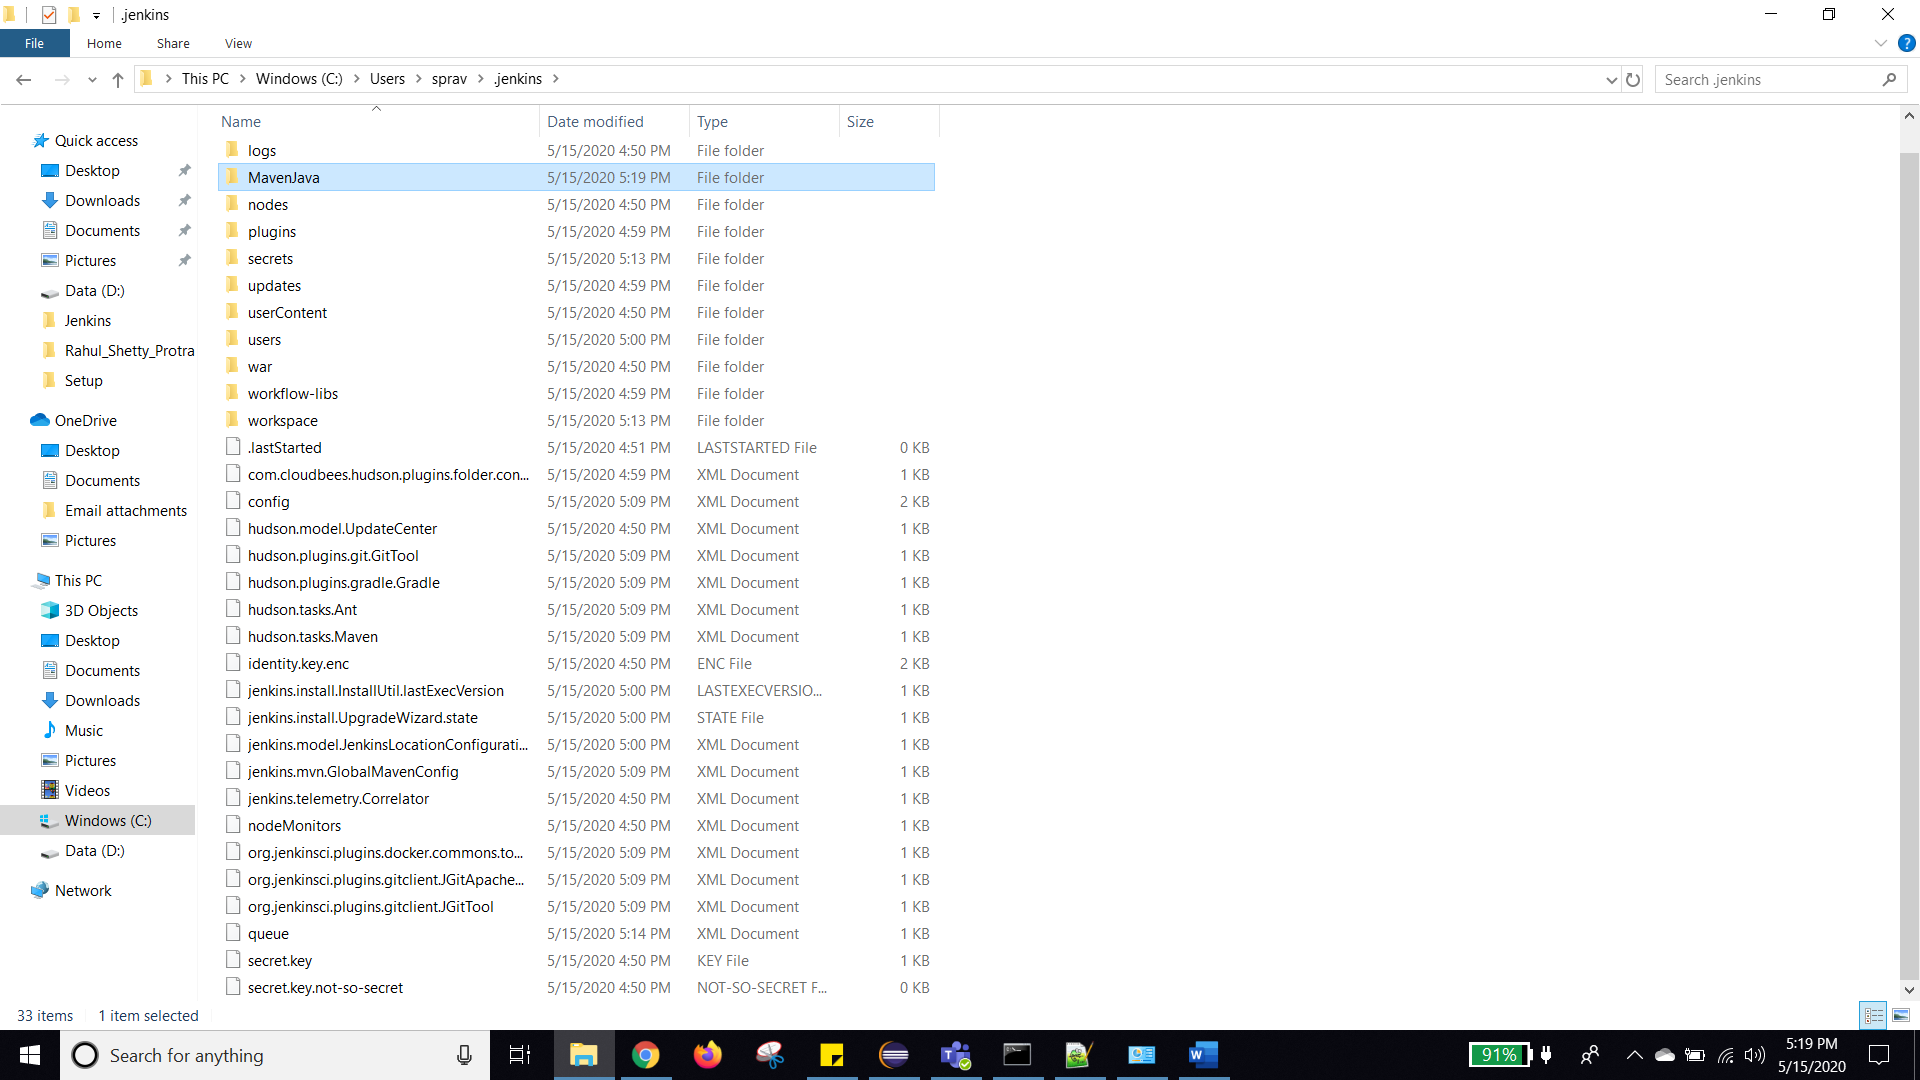 .jenkins
File Home Share View
This PC Windows (C:) Users sprav .jenkins
Search .jenkins
Name Date modified Type Size
Quick access
Desktop
Downloads
Documents
Pictures
Data (D:)
Jenkins
Rahul_Shetty_Protra
Setup
OneDrive
Desktop
Documents
Email attachments
Pictures
This PC
3D Objects
Desktop
Documents
Downloads
Music
Pictures
Videos
Windows (C:)
Data (D:)
Network
logs 5/15/2020 4:50 PM File folder
MavenJava 5/15/2020 5:19 PM File folder
nodes 5/15/2020 4:50 PM File folder
plugins 5/15/2020 4:59 PM File folder
secrets 5/15/2020 5:13 PM File folder
updates 5/15/2020 4:59 PM File folder
userContent 5/15/2020 4:50 PM File folder
users 5/15/2020 5:00 PM File folder
war 5/15/2020 4:50 PM File folder
workflow-libs 5/15/2020 4:59 PM File folder
workspace 5/15/2020 5:13 PM File folder
.lastStarted 5/15/2020 4:51 PM LASTSTARTED File 0 KB
com.cloudbees.hudson.plugins.folder.con... 5/15/2020 4:59 PM XML Document 1 KB
config 5/15/2020 5:09 PM XML Document 2 KB
hudson.model.UpdateCenter 5/15/2020 4:50 PM XML Document 1 KB
hudson.plugins.git.GitTool 5/15/2020 5:09 PM XML Document 1 KB
hudson.plugins.gradle.Gradle 5/15/2020 5:09 PM XML Document 1 KB
hudson.tasks.Ant 5/15/2020 5:09 PM XML Document 1 KB
hudson.tasks.Maven 5/15/2020 5:09 PM XML Document 1 KB
identity.key.enc 5/15/2020 4:50 PM ENC File 2 KB
jenkins.install.InstallUtil.lastExecVersion 5/15/2020 5:00 PM LASTEXECVERSIO... 1 KB
jenkins.install.UpgradeWizard.state 5/15/2020 5:00 PM STATE File 1 KB
jenkins.model.JenkinsLocationConfigurati... 5/15/2020 5:00 PM XML Document 1 KB
jenkins.mvn.GlobalMavenConfig 5/15/2020 5:09 PM XML Document 1 KB
jenkins.telemetry.Correlator 5/15/2020 4:50 PM XML Document 1 KB
nodeMonitors 5/15/2020 4:50 PM XML Document 1 KB
org.jenkinsci.plugins.docker.commons.to... 5/15/2020 5:09 PM XML Document 1 KB
org.jenkinsci.plugins.gitclient.JGitApache... 5/15/2020 5:09 PM XML Document 1 KB
org.jenkinsci.plugins.gitclient.JGitTool 5/15/2020 5:09 PM XML Document 1 KB
queue 5/15/2020 5:14 PM XML Document 1 KB
secret.key 5/15/2020 4:50 PM KEY File 1 KB
secret.key.not-so-secret 5/15/2020 4:50 PM NOT-SO-SECRET F... 0 KB
33 items 1 item selected
Search for anything
91%
5:19 PM
5/15/2020